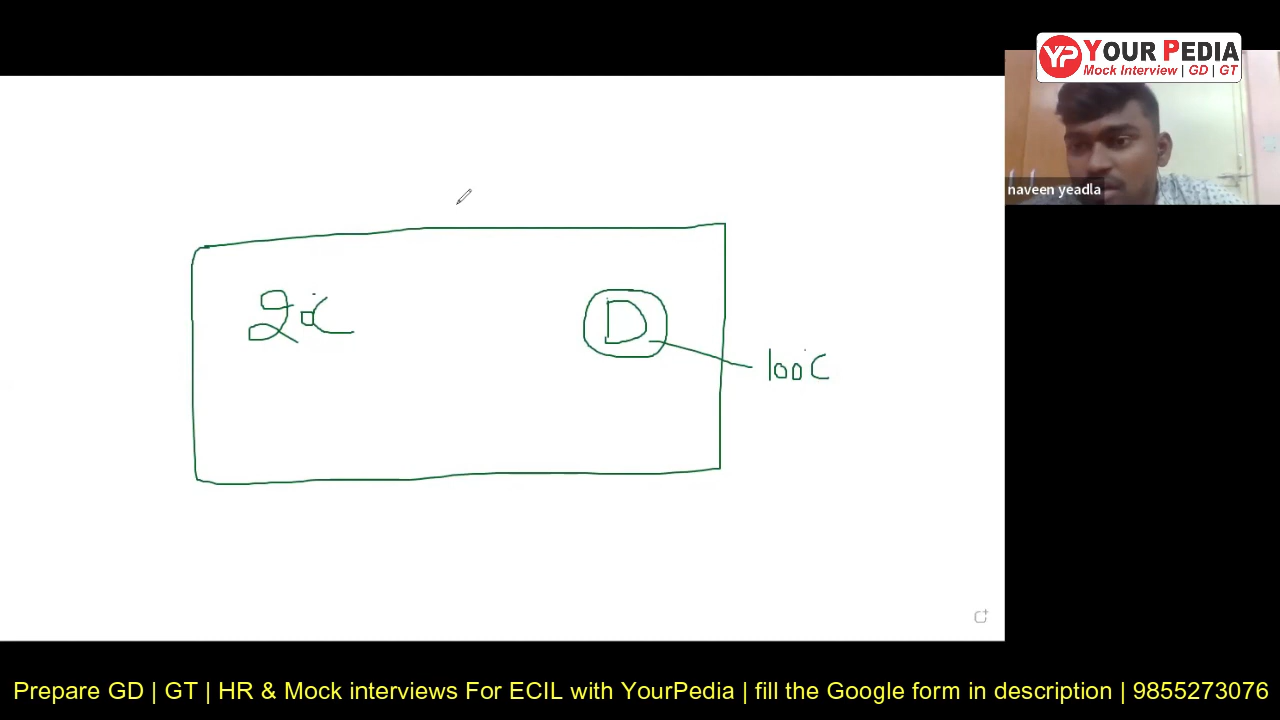 YP YOUR PEDIA
Mock Interview | GD | GT
naveen yeadla
20°C
D
100°C
Prepare GD | GT | HR & Mock interviews For ECIL with YourPedia | fill the Google form in description | 9855273076